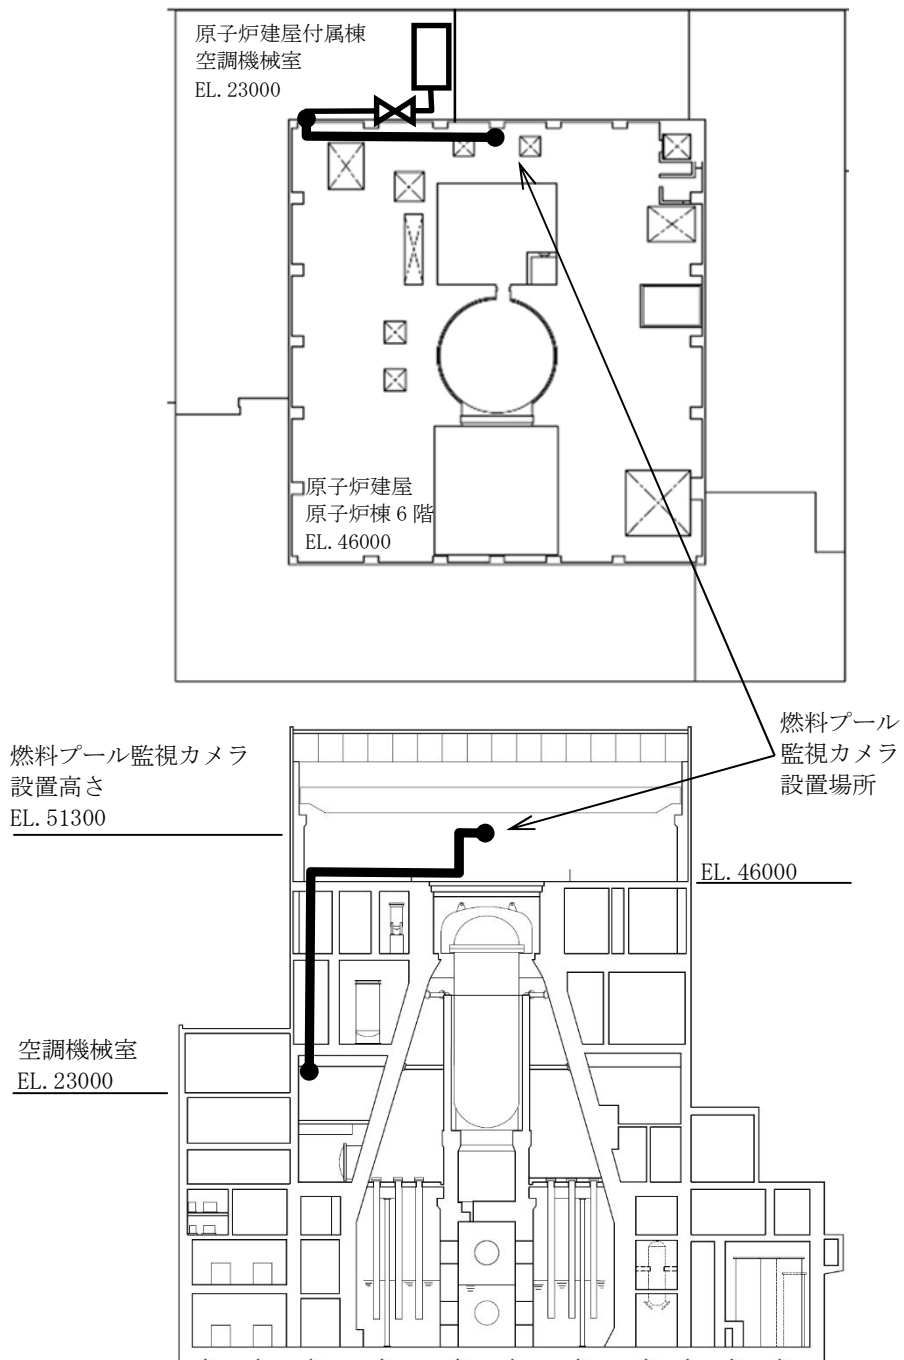 原子炉建屋付属棟
空調機械室
EL. 23000
原子炉建屋
原子炉棟 6 階
EL. 46000
燃料プール
監視カメラ
設置場所
燃料プール監視カメラ
設置高さ
EL. 51300
EL. 46000
空調機械室
EL. 23000